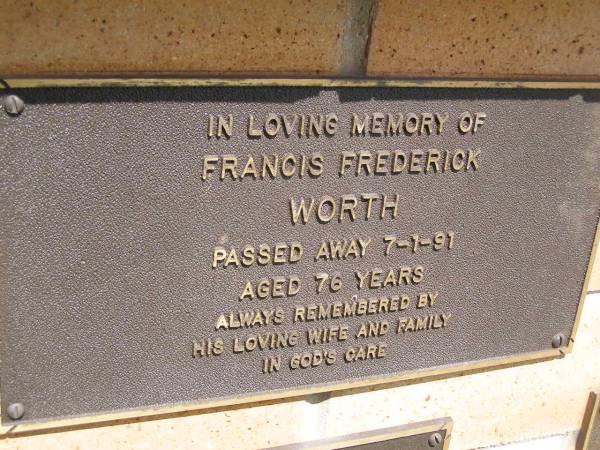 IN LOVING MEMORY OF
FRANCIS FREDERICK
WORTH
PASSED AWAY 7-1-91
AGED 76 YEARS
ALWAYS REMEMBERED BY
HIS LOVING WIFE AND FAMILY
IN GOD'S CARE